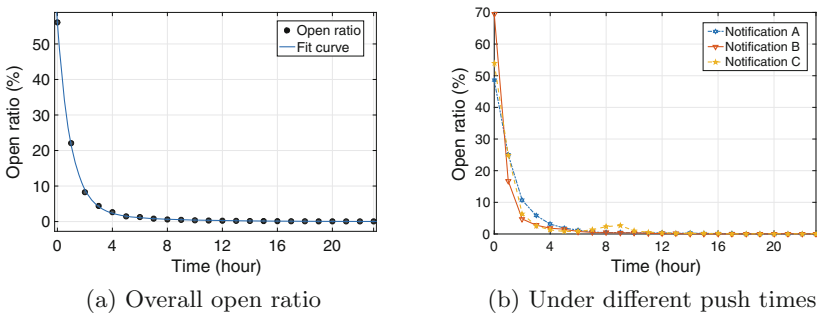 60
50
40
30
20
10
0
Open ratio (%)
Open ratio
Fit curve
0 4 8 12 16 20
Time (hour)
(a) Overall open ratio
70
60
50
40
30
20
10
0
Open ratio (%)
Notification A
Notification B
Notification C
0 4 8 12 16 20
Time (hour)
(b) Under different push times